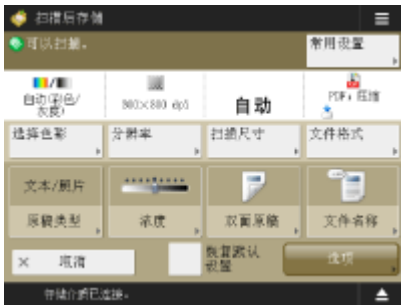 扫描后存储
可以扫描。
常用设置
自动(彩色/
灰度)
300×300 dpi
自动
PDF; 压缩
选择色彩
分辨率
扫描尺寸
文件格式
文本/照片
原稿类型
浓度
双面原稿
文件名称
× 取消
恢复默认
设置
选项
存储介质已连接。